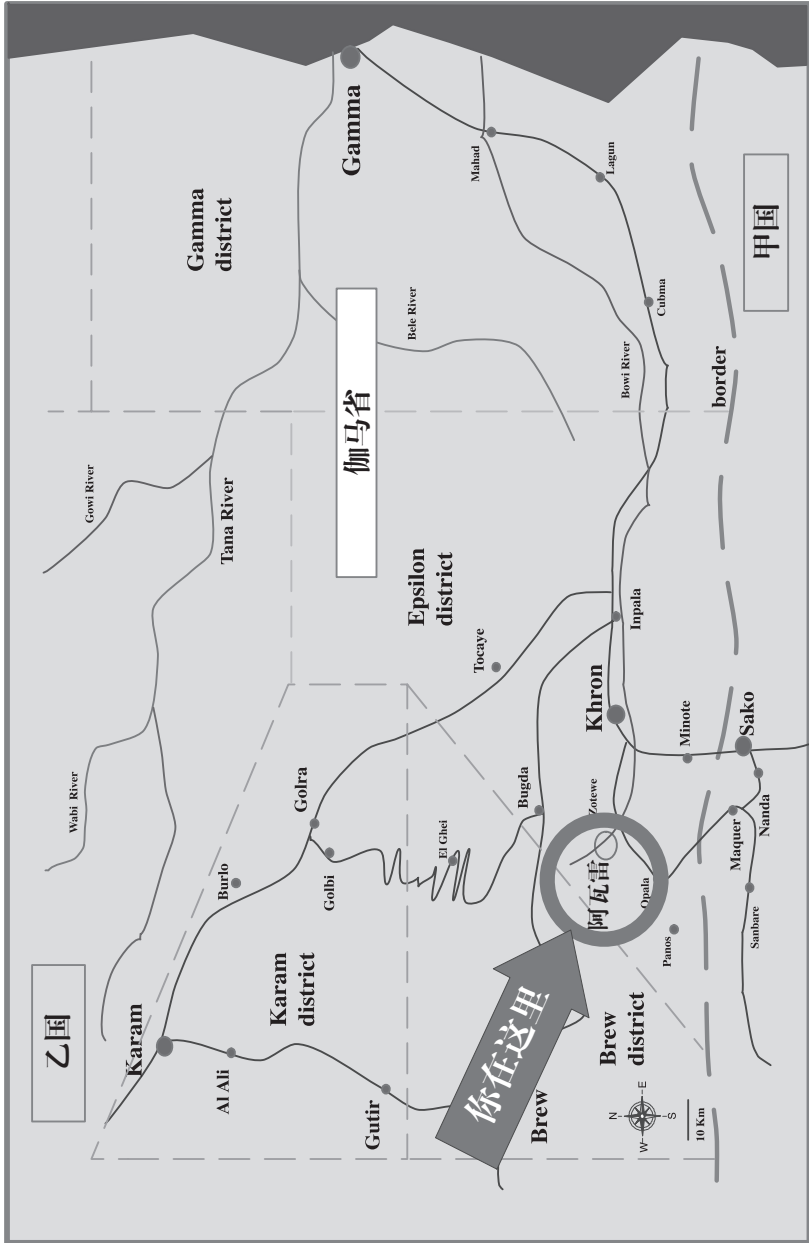 乙国
Wabi River
Gowi River
Karam
Al Ali
Burlo
Tana River
Gamma
district
Karam
district
Golra
Golbi
伽马省
Gamma
Gutir
El Ghei
Epsilon
district
Bele River
Tocaye
Mahad
你在这里
Brew
Bugda
阿瓦雷
Zotewe
Khron
Lagun
Brew
district
Opala
Inpala
Bowi River
Cubma
Panos
Minote
N
W
E
S
10 Km
border
Maquer
Sako
Sanbare
Nanda
甲国